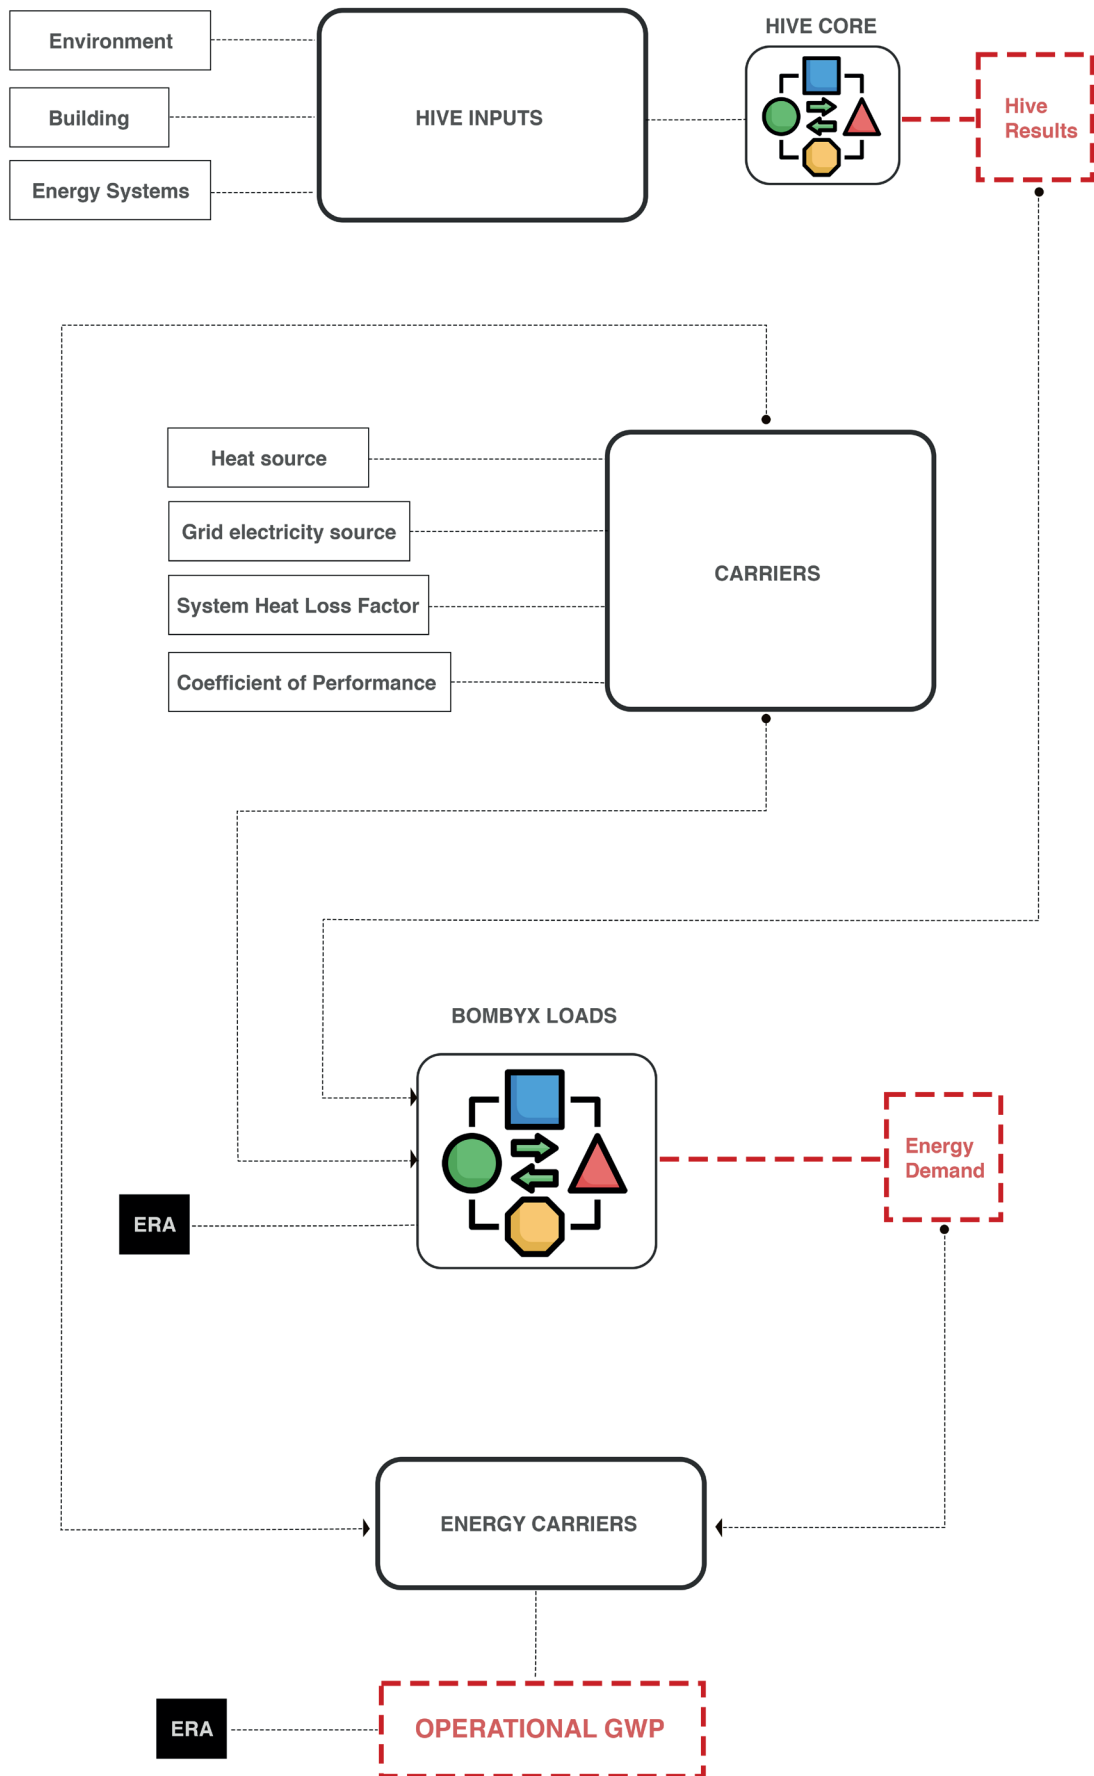 HIVE CORE
Environment
Building
Energy Systems
HIVE INPUTS
Hive
Results
Heat source
Grid electricity source
System Heat Loss Factor
Coefficient of Performance
CARRIERS
BOMBYX LOADS
ERA
Energy
Demand
ENERGY CARRIERS
ERA
OPERATIONAL GWP